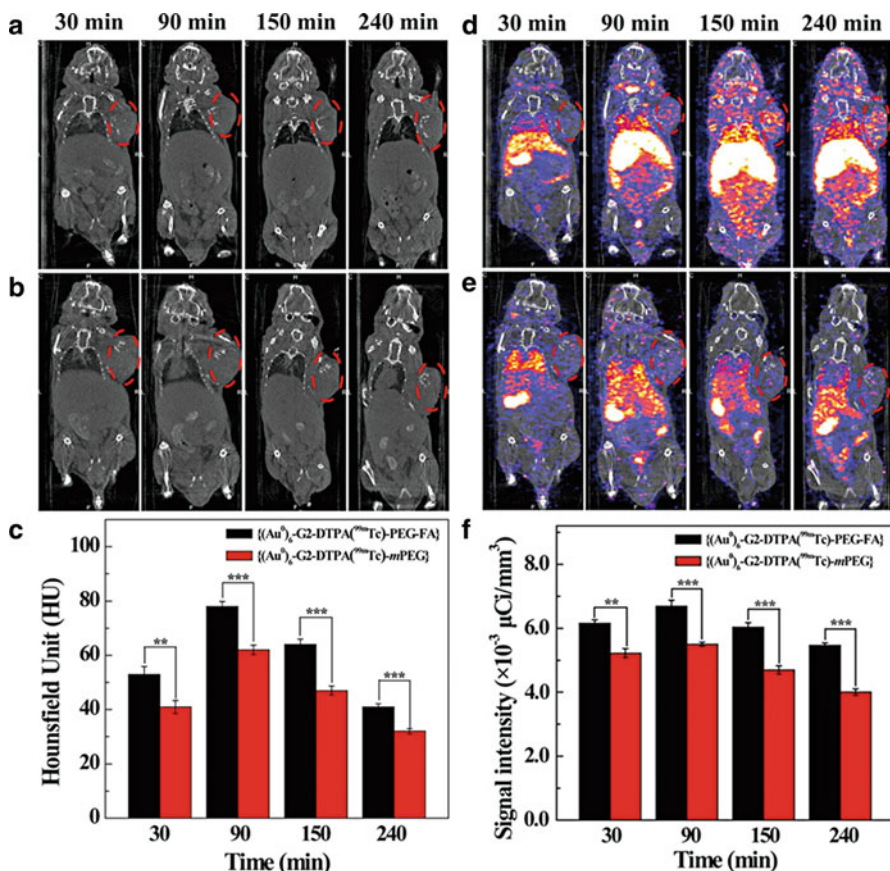 a 30 min 90 min 150 min 240 min
d 30 min 90 min 150 min 240 min
b
e
c
100
80
60
40
20
0
Hounsfield Unit (HU)
{(Au⁰)₆-G2-DTPA(⁹⁹ᵐTc)-PEG-FA}
{(Au⁰)₆-G2-DTPA(⁹⁹ᵐTc)-mPEG}
** *** *** ***
30 90 150 240
Time (min)
f
8.0
6.0
4.0
2.0
0.0
Signal intensity (×10⁻³ μCi/mm³)
{(Au⁰)₆-G2-DTPA(⁹⁹ᵐTc)-PEG-FA}
{(Au⁰)₆-G2-DTPA(⁹⁹ᵐTc)-mPEG}
** *** *** ***
30 90 150 240
Time (min)